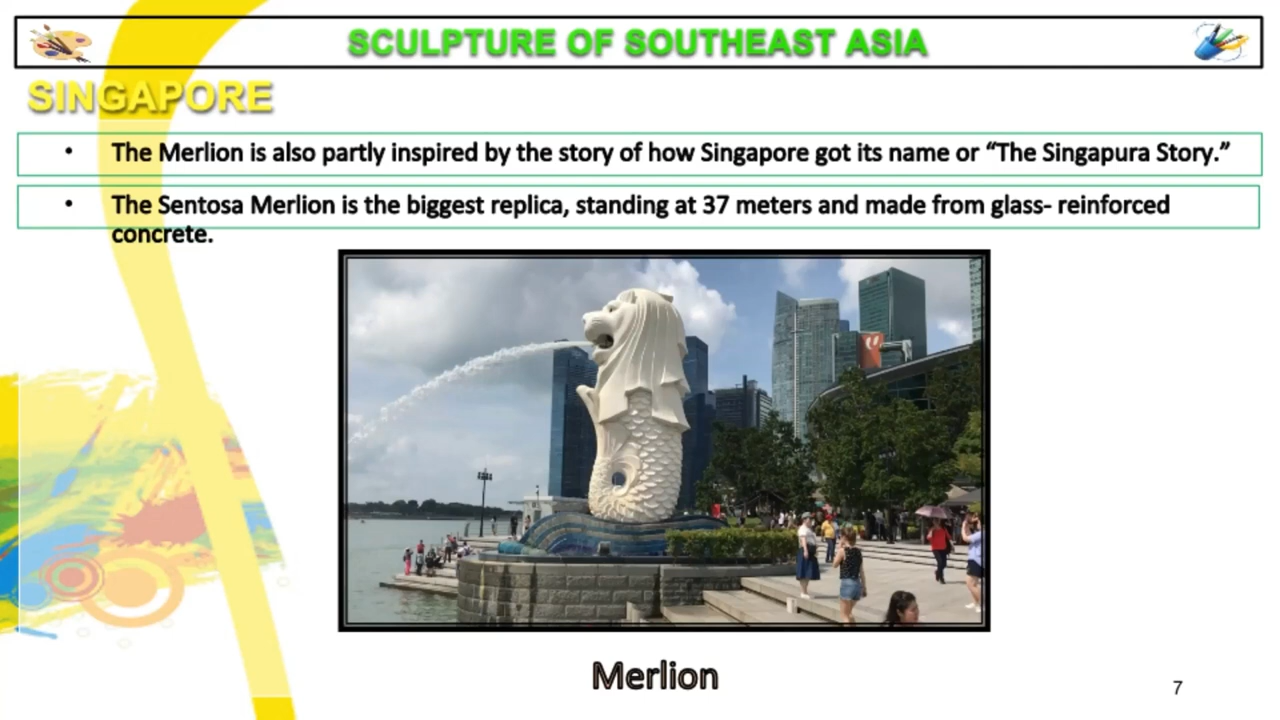 SCULPTURE OF SOUTHEAST ASIA
SINGAPORE
• The Merlion is also partly inspired by the story of how Singapore got its name or “The Singapura Story.”
• The Sentosa Merlion is the biggest replica, standing at 37 meters and made from glass- reinforced
concrete.
Merlion
7